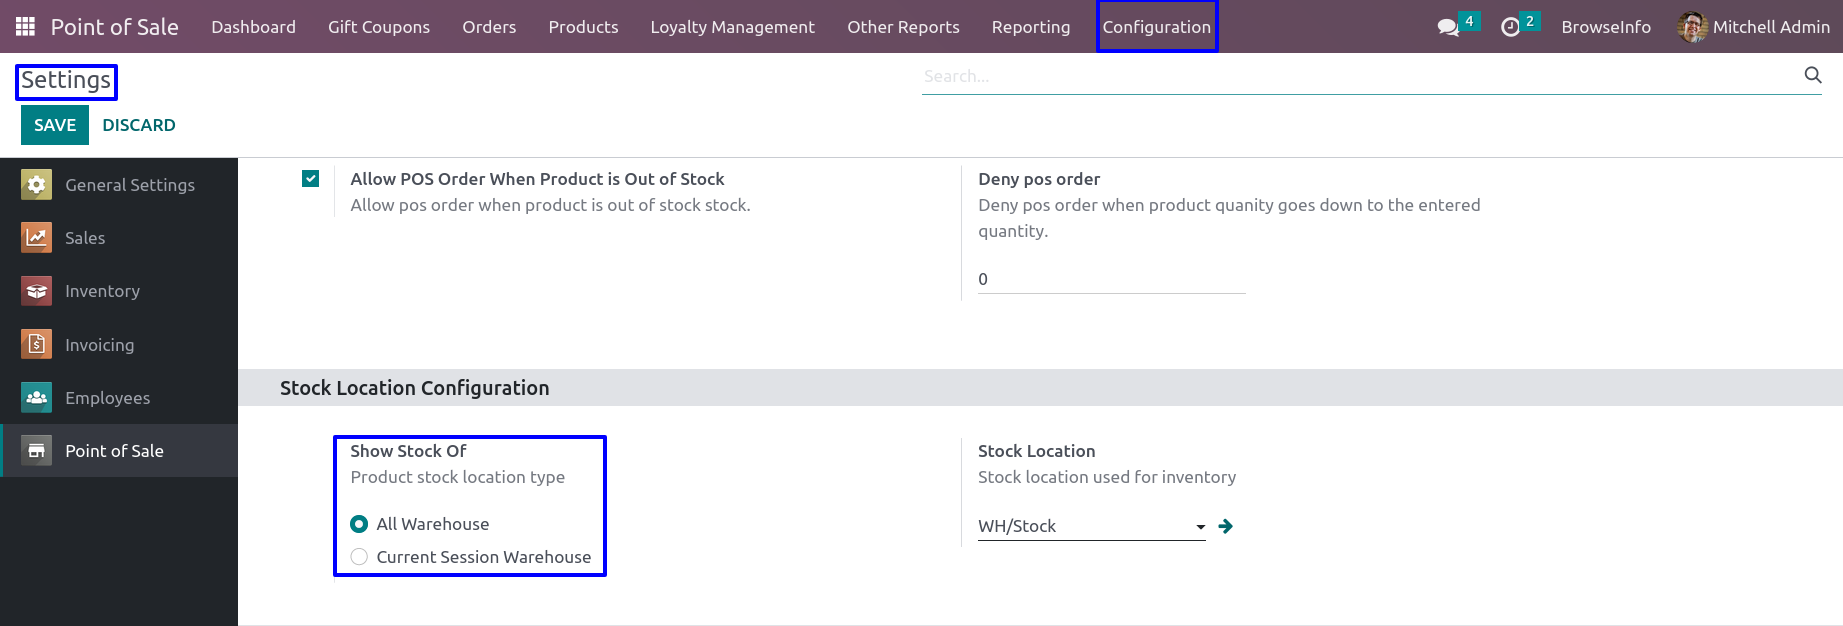 Point of Sale Dashboard Gift Coupons Orders Products Loyalty Management Other Reports Reporting Configuration 4 2 BrowseInfo Mitchell Admin
Settings
Search...
SAVE DISCARD
General Settings
Sales
Inventory
Invoicing
Employees
Point of Sale
Allow POS Order When Product is Out of Stock
Allow pos order when product is out of stock stock.
Deny pos order
Deny pos order when product quanity goes down to the entered
quantity.
0
Stock Location Configuration
Show Stock Of
Product stock location type
All Warehouse
Current Session Warehouse
Stock Location
Stock location used for inventory
WH/Stock